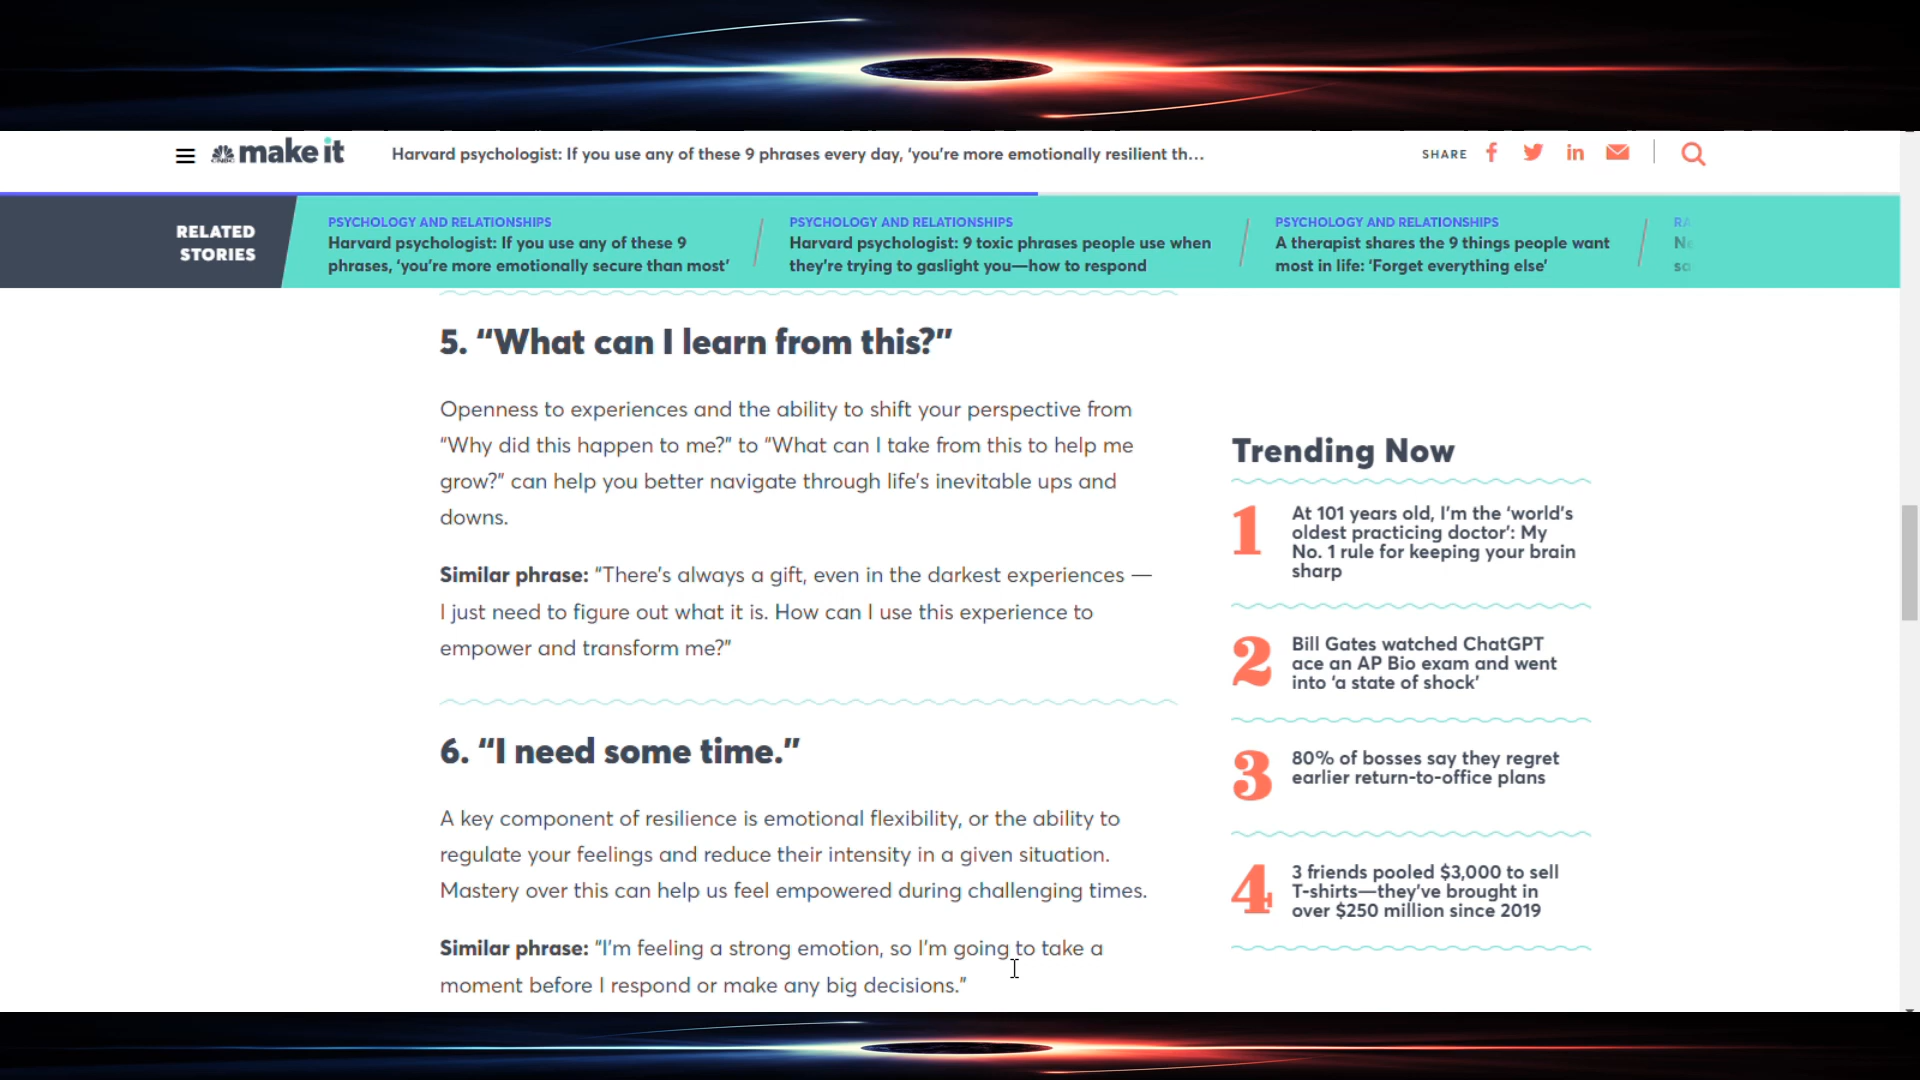 make it
Harvard psychologist: If you use any of these 9 phrases every day, ‘you’re more emotionally resilient th...
SHARE
RELATED
STORIES
PSYCHOLOGY AND RELATIONSHIPS
Harvard psychologist: If you use any of these 9
phrases, ‘you’re more emotionally secure than most’
PSYCHOLOGY AND RELATIONSHIPS
Harvard psychologist: 9 toxic phrases people use when
they’re trying to gaslight you—how to respond
PSYCHOLOGY AND RELATIONSHIPS
A therapist shares the 9 things people want
most in life: ‘Forget everything else’
5. “What can I learn from this?”
Openness to experiences and the ability to shift your perspective from
“Why did this happen to me?” to “What can I take from this to help me
grow?” can help you better navigate through life’s inevitable ups and
downs.
Similar phrase: “There’s always a gift, even in the darkest experiences —
I just need to figure out what it is. How can I use this experience to
empower and transform me?”
6. “I need some time.”
A key component of resilience is emotional flexibility, or the ability to
regulate your feelings and reduce their intensity in a given situation.
Mastery over this can help us feel empowered during challenging times.
Similar phrase: “I’m feeling a strong emotion, so I’m going to take a
moment before I respond or make any big decisions.”
Trending Now
1
At 101 years old, I’m the ‘world’s
oldest practicing doctor’: My
No. 1 rule for keeping your brain
sharp
2
Bill Gates watched ChatGPT
ace an AP Bio exam and went
into ‘a state of shock’
3
80% of bosses say they regret
earlier return-to-office plans
4
3 friends pooled $3,000 to sell
T-shirts—they’ve brought in
over $250 million since 2019